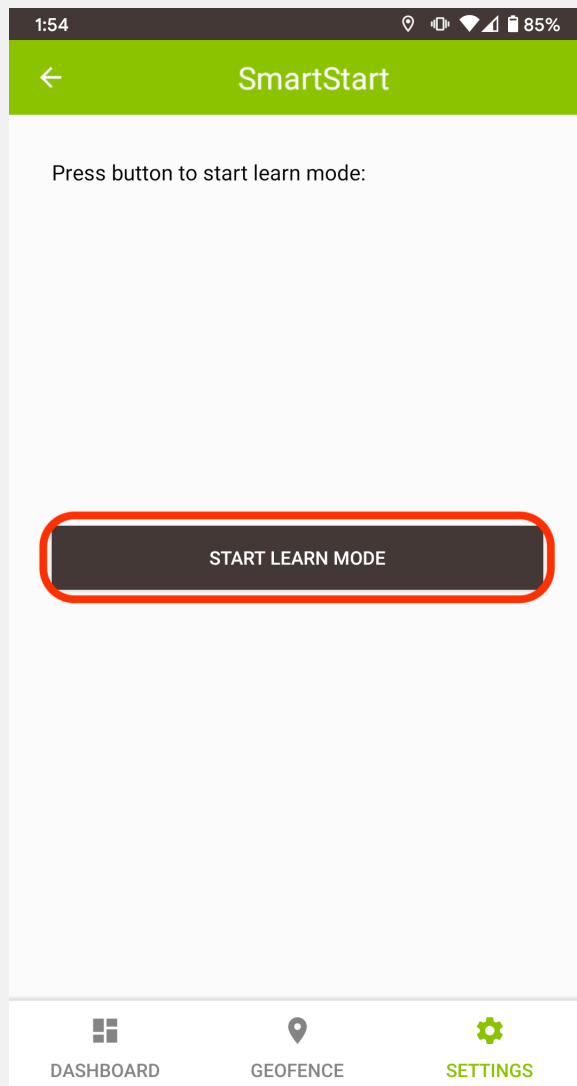 1:54 85%
SmartStart
Press button to start learn mode:
START LEARN MODE
DASHBOARD GEOFENCE SETTINGS